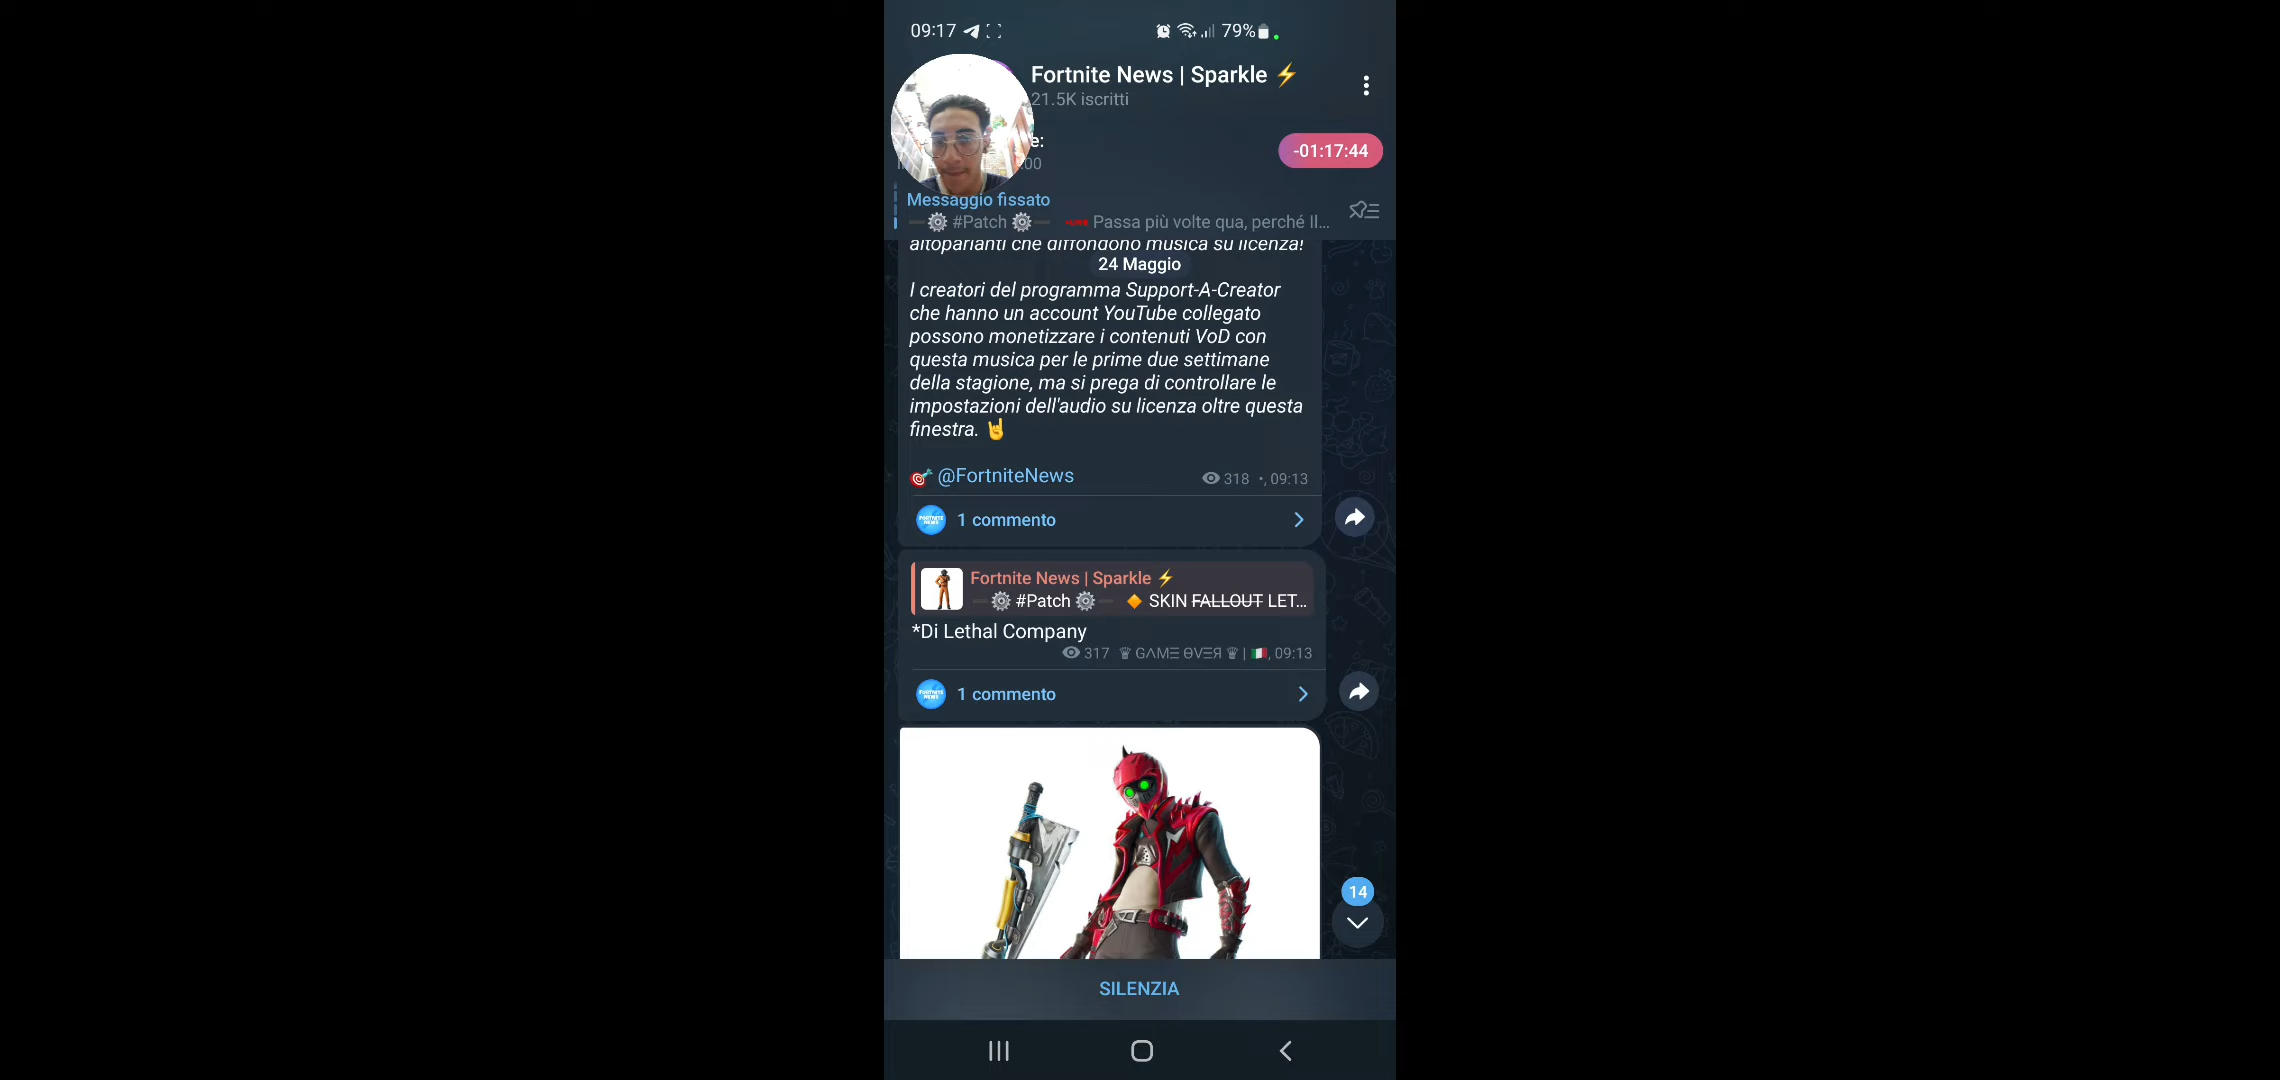 09:17
79%
Fortnite News | Sparkle ⚡
21.5K iscritti
e:
:00
-01:17:44
Messaggio fissato
—⚙️ #Patch ⚙️— Passa più volte qua, perché Il...
altoparlanti che diffondono musica su licenza!
24 Maggio
I creatori del programma Support-A-Creator
che hanno un account YouTube collegato
possono monetizzare i contenuti VoD con
questa musica per le prime due settimane
della stagione, ma si prega di controllare le
impostazioni dell'audio su licenza oltre questa
finestra. 🤘
🎯 @FortniteNews
318 •, 09:13
1 commento
Fortnite News | Sparkle ⚡
—⚙️ #Patch ⚙️— 🔶 SKIN FALLOUT LET...
*Di Lethal Company
317 ♛ GΛMΞ ΘVΞЯ ♛ | 🇮🇹, 09:13
1 commento
14
SILENZIA